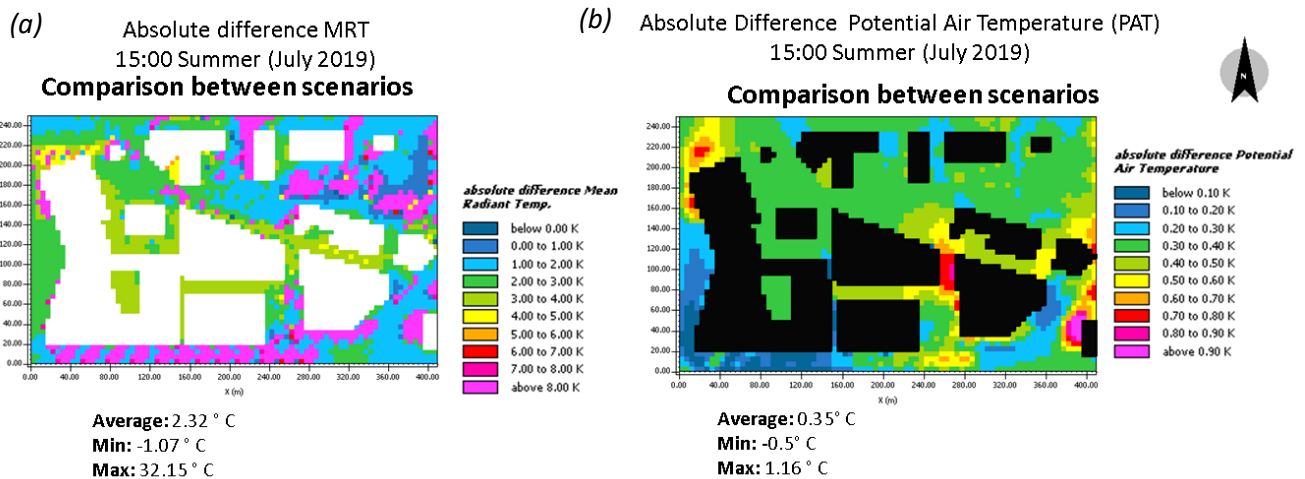 (a)
Absolute difference MRT
15:00 Summer (July 2019)
Comparison between scenarios
240.00
220.00
200.00
180.00
160.00
140.00
120.00
100.00
80.00
60.00
40.00
20.00
0.00
0.00 40.00 80.00 120.00 160.00 200.00 240.00 280.00 320.00 360.00 400.00
X (m)
absolute difference Mean
Radiant Temp.
below 0.00 K
0.00 to 1.00 K
1.00 to 2.00 K
2.00 to 3.00 K
3.00 to 4.00 K
4.00 to 5.00 K
5.00 to 6.00 K
6.00 to 7.00 K
7.00 to 8.00 K
above 8.00 K
Average: 2.32 ° C
Min: -1.07 ° C
Max: 32.15 ° C
(b)
Absolute Difference Potential Air Temperature (PAT)
15:00 Summer (July 2019)
Comparison between scenarios
N
240.00
220.00
200.00
180.00
160.00
140.00
120.00
100.00
80.00
60.00
40.00
20.00
0.00
0.00 40.00 80.00 120.00 160.00 200.00 240.00 280.00 320.00 360.00 400.00
X (m)
absolute difference Potential
Air Temperature
below 0.10 K
0.10 to 0.20 K
0.20 to 0.30 K
0.30 to 0.40 K
0.40 to 0.50 K
0.50 to 0.60 K
0.60 to 0.70 K
0.70 to 0.80 K
0.80 to 0.90 K
above 0.90 K
Average: 0.35° C
Min: -0.5° C
Max: 1.16 ° C